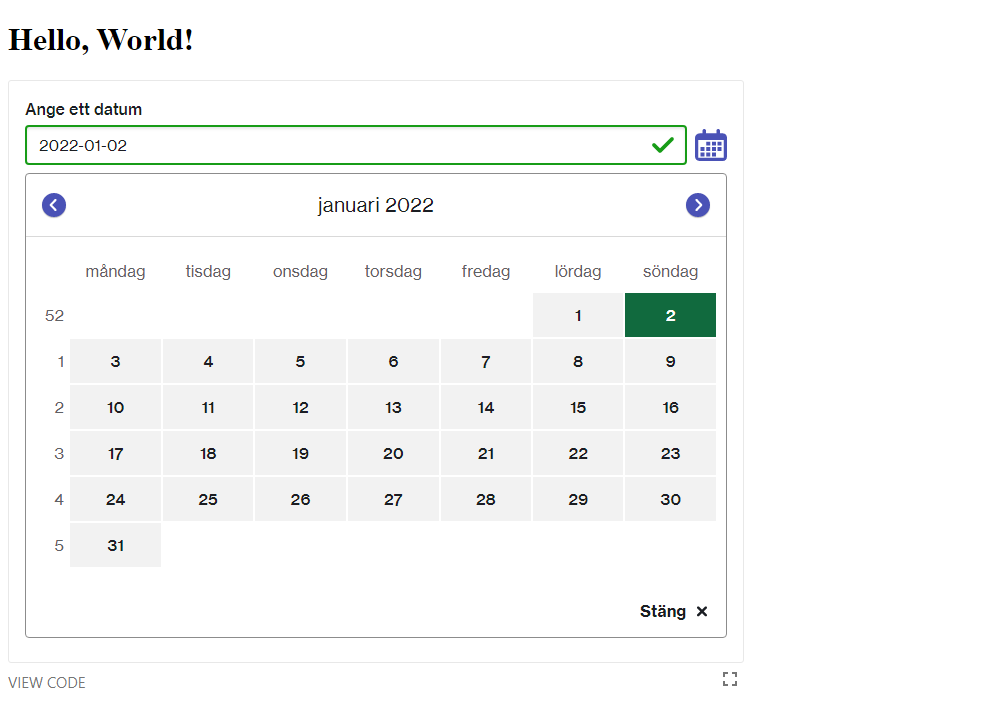 Hello, World!
Ange ett datum
2022-01-02
januari 2022
måndag tisdag onsdag torsdag fredag lördag söndag
52 1 2
1 3 4 5 6 7 8 9
2 10 11 12 13 14 15 16
3 17 18 19 20 21 22 23
4 24 25 26 27 28 29 30
5 31
Stäng
VIEW CODE